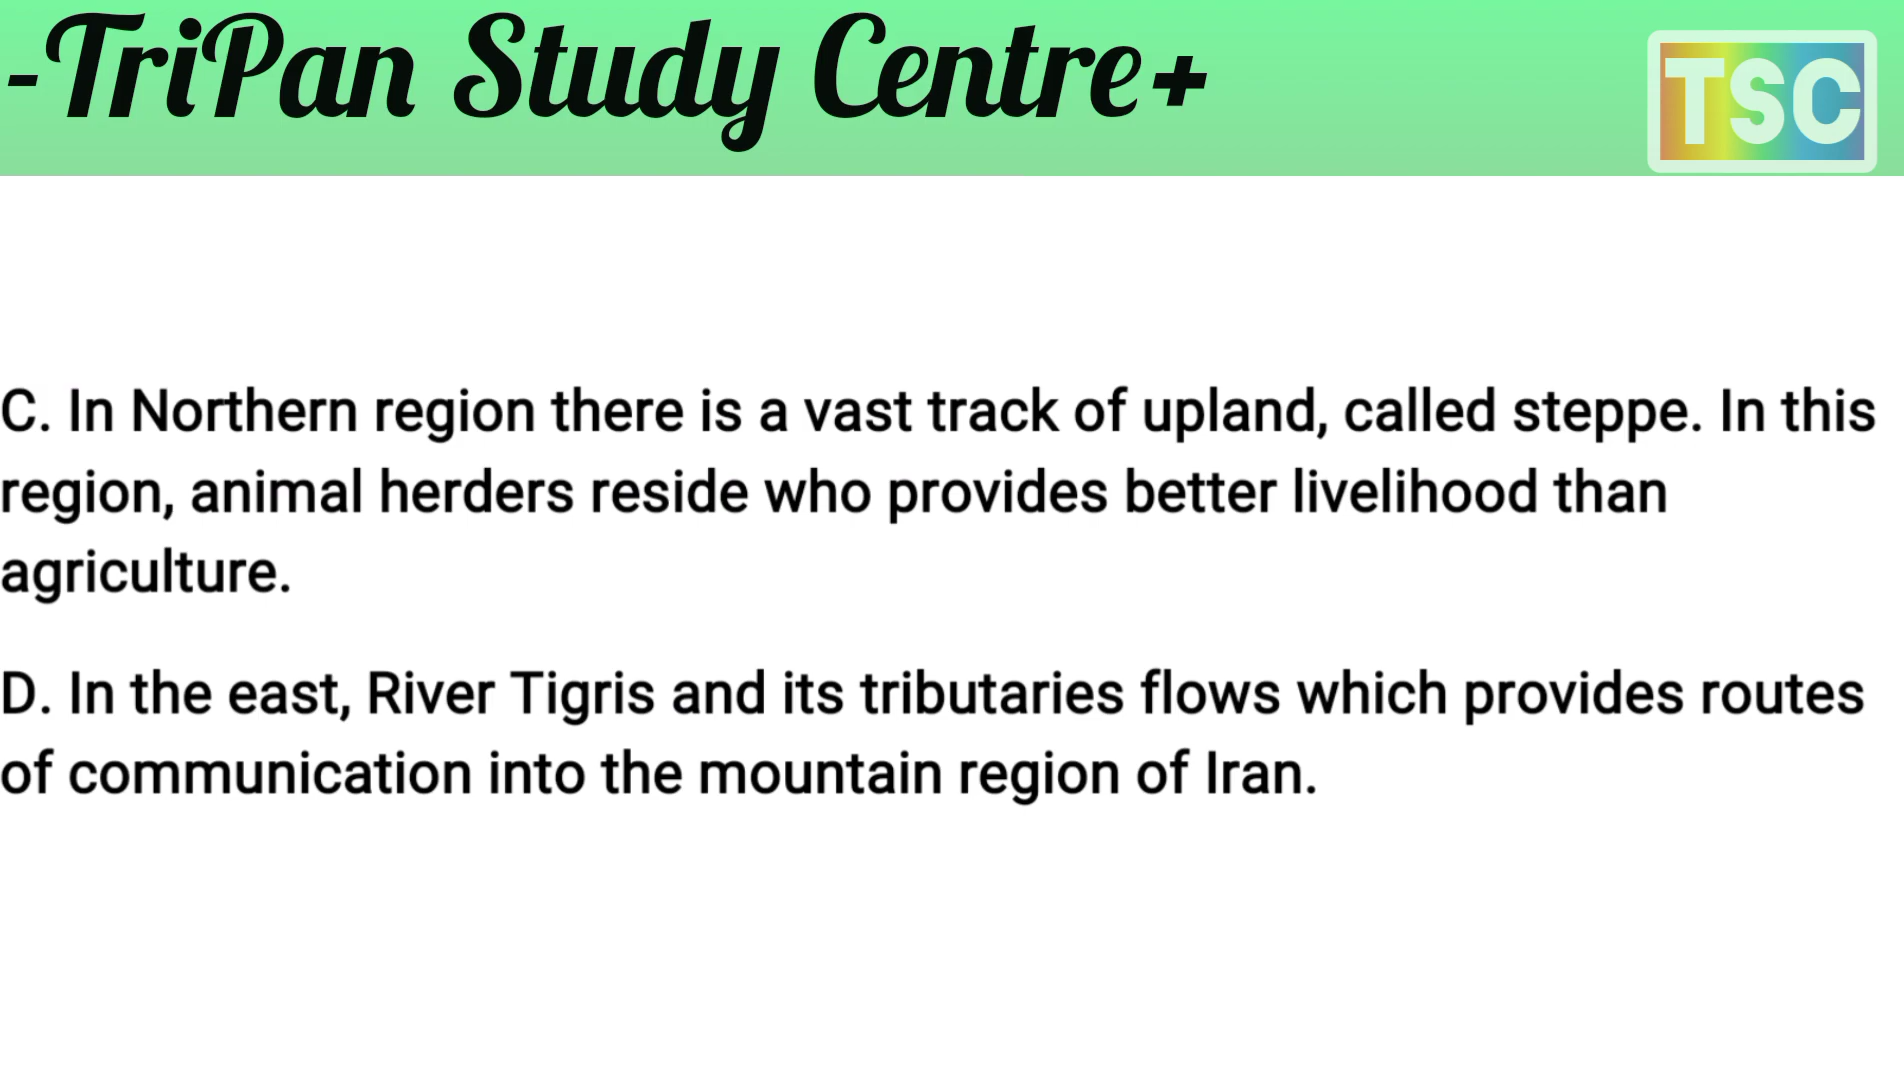 -TriPan Study Centre+
TSC
C. In Northern region there is a vast track of upland, called steppe. In this
region, animal herders reside who provides better livelihood than
agriculture.
D. In the east, River Tigris and its tributaries flows which provides routes
of communication into the mountain region of Iran.